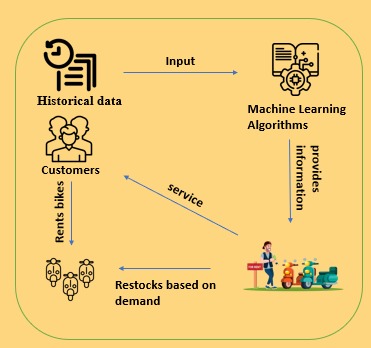 Input
Historical data
Machine Learning
Algorithms
Customers
provides
information
service
Rents bikes
Restocks based on
demand